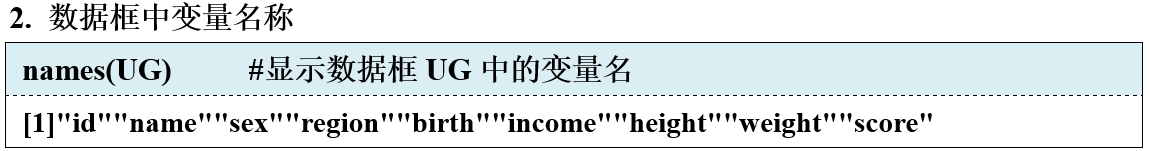 2. 数据框中变量名称
names(UG) #显示数据框 UG 中的变量名
[1]"id""name""sex""region""birth""income""height""weight""score"